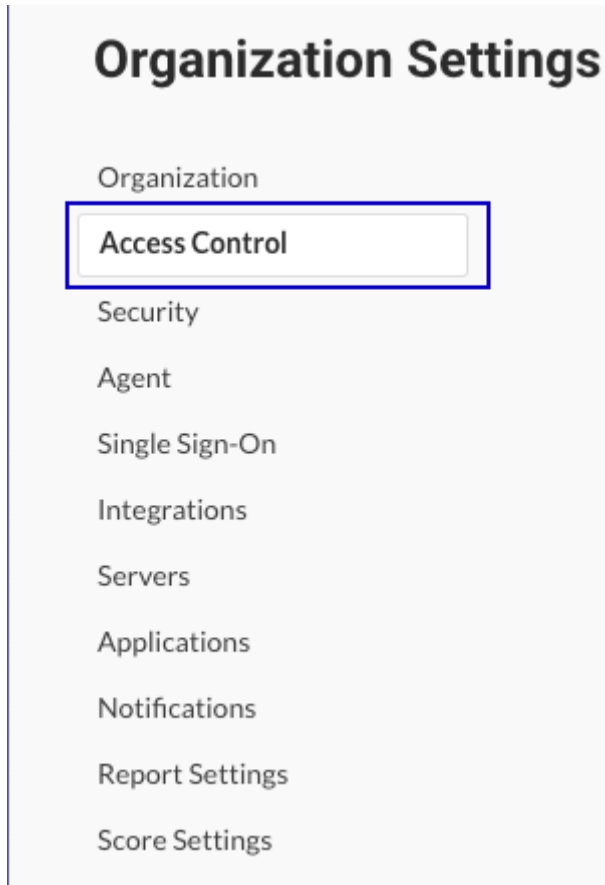 Organization Settings
Organization
Access Control
Security
Agent
Single Sign-On
Integrations
Servers
Applications
Notifications
Report Settings
Score Settings